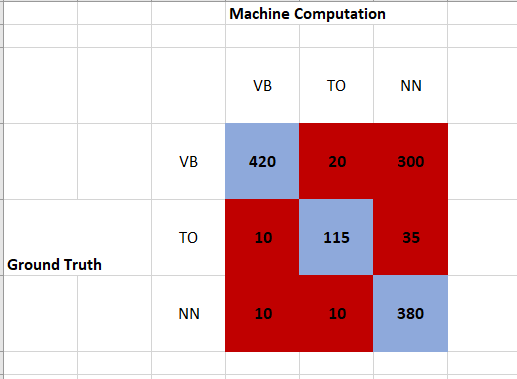 Machine Computation
VB TO NN
VB 420 20 300
TO 10 115 35
Ground Truth
NN 10 10 380